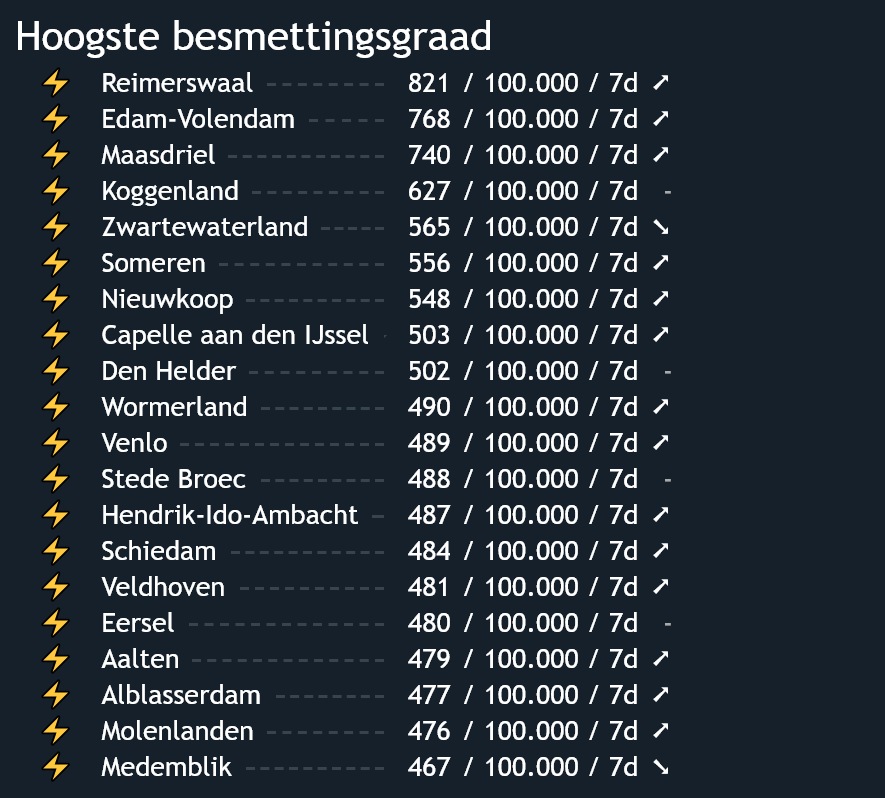 Hoogste besmettingsgraad
⚡ Reimerswaal --------- 821 / 100.000 / 7d ➚
⚡ Edam-Volendam ----- 768 / 100.000 / 7d ➚
⚡ Maasdriel ----------- 740 / 100.000 / 7d ➚
⚡ Koggenland --------- 627 / 100.000 / 7d -
⚡ Zwartewaterland ----- 565 / 100.000 / 7d ➘
⚡ Someren ------------ 556 / 100.000 / 7d ➚
⚡ Nieuwkoop ---------- 548 / 100.000 / 7d ➚
⚡ Capelle aan den IJssel - 503 / 100.000 / 7d ➚
⚡ Den Helder ---------- 502 / 100.000 / 7d -
⚡ Wormerland --------- 490 / 100.000 / 7d ➚
⚡ Venlo --------------- 489 / 100.000 / 7d ➚
⚡ Stede Broec --------- 488 / 100.000 / 7d -
⚡ Hendrik-Ido-Ambacht - 487 / 100.000 / 7d ➚
⚡ Schiedam ----------- 484 / 100.000 / 7d ➚
⚡ Veldhoven ---------- 481 / 100.000 / 7d ➚
⚡ Eersel -------------- 480 / 100.000 / 7d -
⚡ Aalten -------------- 479 / 100.000 / 7d ➚
⚡ Alblasserdam -------- 477 / 100.000 / 7d ➚
⚡ Molenlanden --------- 476 / 100.000 / 7d ➚
⚡ Medemblik ---------- 467 / 100.000 / 7d ➘